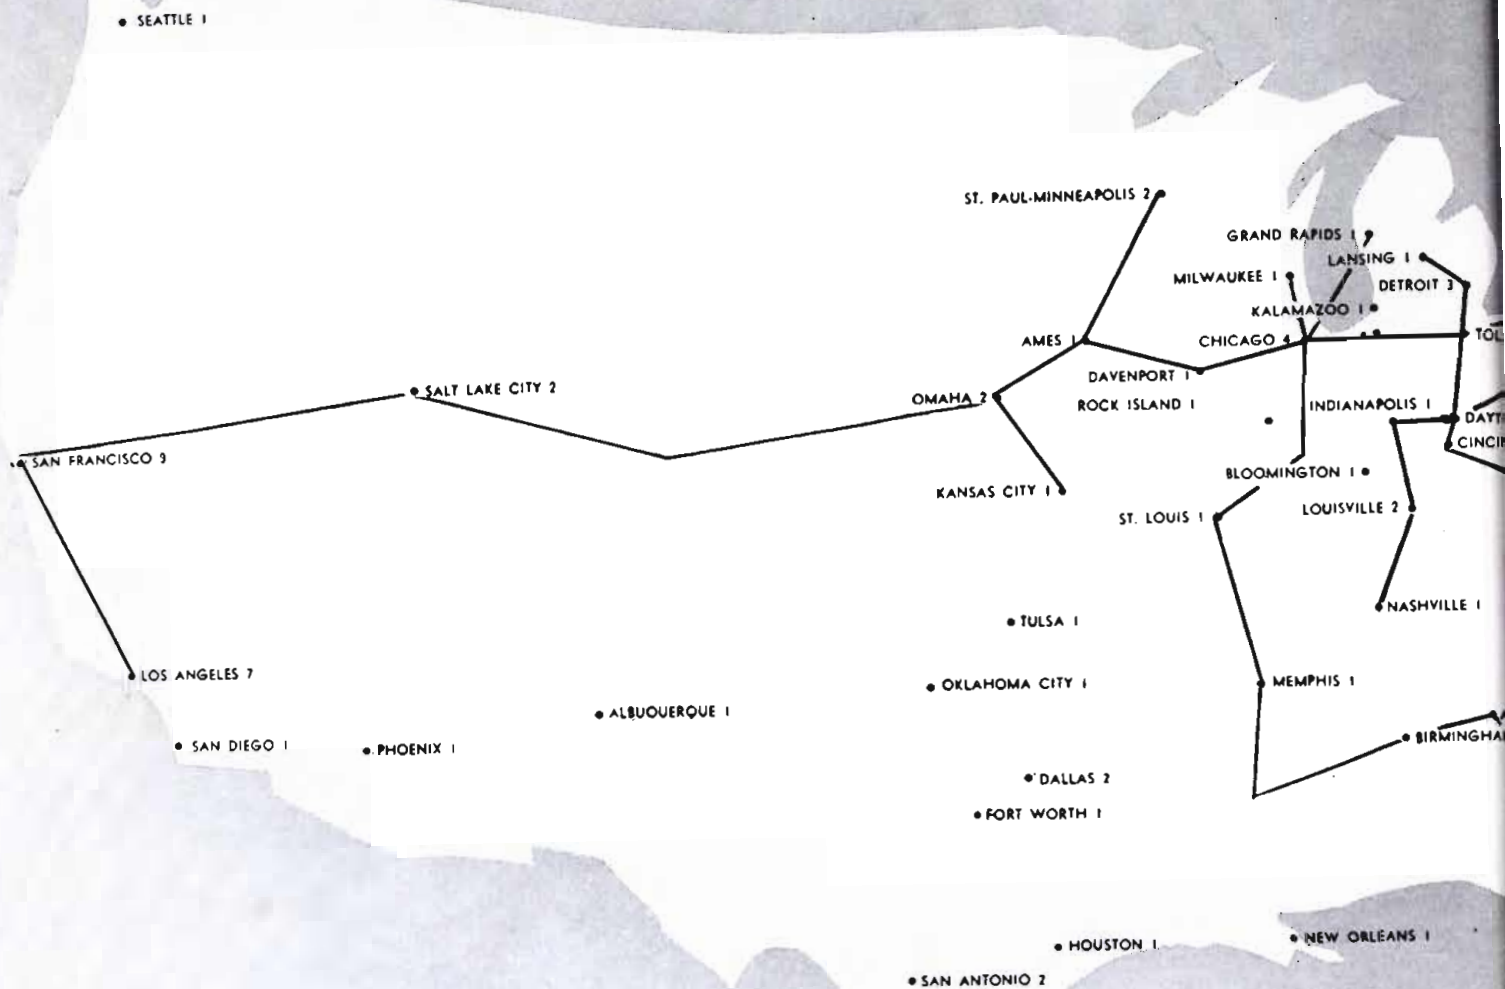 SEATTLE 1
ST. PAUL-MINNEAPOLIS 2
GRAND RAPIDS 1
LANSING 1
MILWAUKEE 1
DETROIT 3
KALAMAZOO 1
AMES 1
CHICAGO 4
TOL
DAVENPORT 1
SALT LAKE CITY 2
OMAHA 2
ROCK ISLAND 1
INDIANAPOLIS 1
DAYT
CINCIN
SAN FRANCISCO 3
BLOOMINGTON 1
KANSAS CITY 1
LOUISVILLE 2
ST. LOUIS 1
NASHVILLE 1
TULSA 1
LOS ANGELES 7
OKLAHOMA CITY 1
MEMPHIS 1
ALBUQUERQUE 1
BIRMINGHA
SAN DIEGO 1
PHOENIX 1
DALLAS 2
FORT WORTH 1
NEW ORLEANS 1
HOUSTON 1
SAN ANTONIO 2